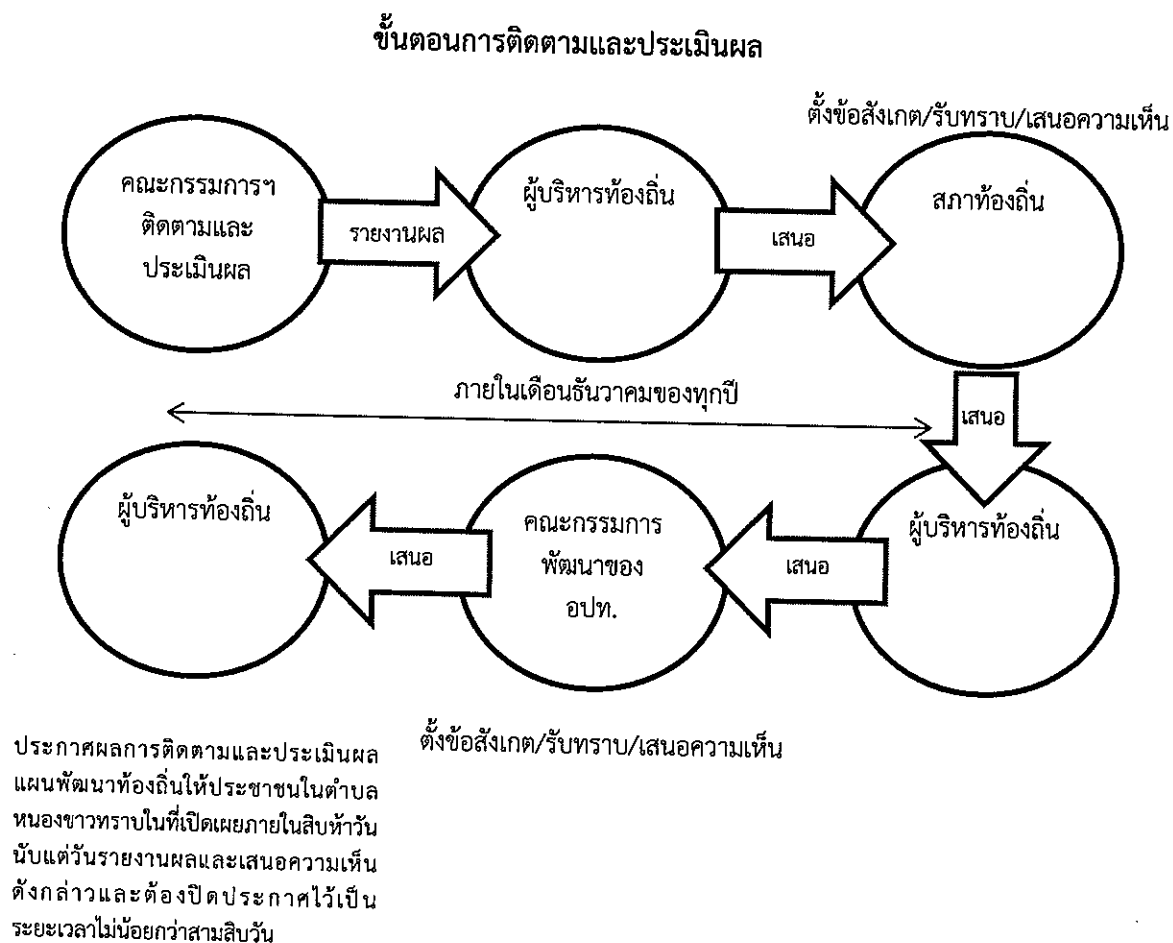 ขั้นตอนการติดตามและประเมินผล
ตั้งข้อสังเกต/รับทราบ/เสนอความเห็น
คณะกรรมการฯ
ติดตามและ
ประเมินผล
รายงานผล
ผู้บริหารท้องถิ่น
เสนอ
สภาท้องถิ่น
ภายในเดือนธันวาคมของทุกปี
เสนอ
ผู้บริหารท้องถิ่น
เสนอ
คณะกรรมการ
พัฒนาของ
อปท.
เสนอ
ผู้บริหารท้องถิ่น
ตั้งข้อสังเกต/รับทราบ/เสนอความเห็น
ประกาศผลการติดตามและประเมินผล
แผนพัฒนาท้องถิ่นให้ประชาชนในตำบล
หนองขาวทราบในที่เปิดเผยภายในสิบห้าวัน
นับแต่วันรายงานผลและเสนอความเห็น
ดังกล่าวและต้องปิดประกาศไว้เป็น
ระยะเวลาไม่น้อยกว่าสามสิบวัน